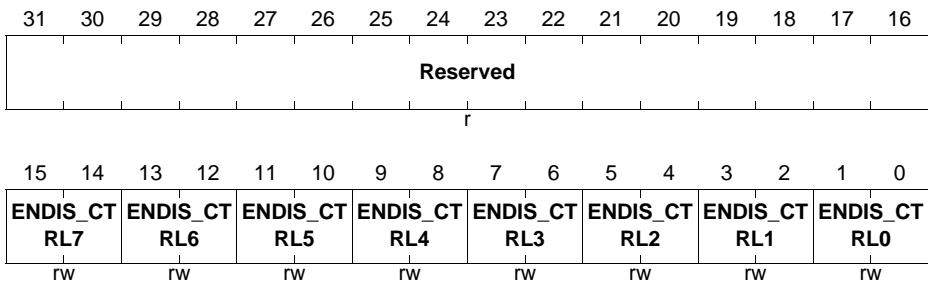 31 30 29 28 27 26 25 24 23 22 21 20 19 18 17 16
Reserved
r
15 14 13 12 11 10 9 8 7 6 5 4 3 2 1 0
ENDIS_CT ENDIS_CT ENDIS_CT ENDIS_CT ENDIS_CT ENDIS_CT ENDIS_CT ENDIS_CT
RL7 RL6 RL5 RL4 RL3 RL2 RL1 RL0
rw rw rw rw rw rw rw rw